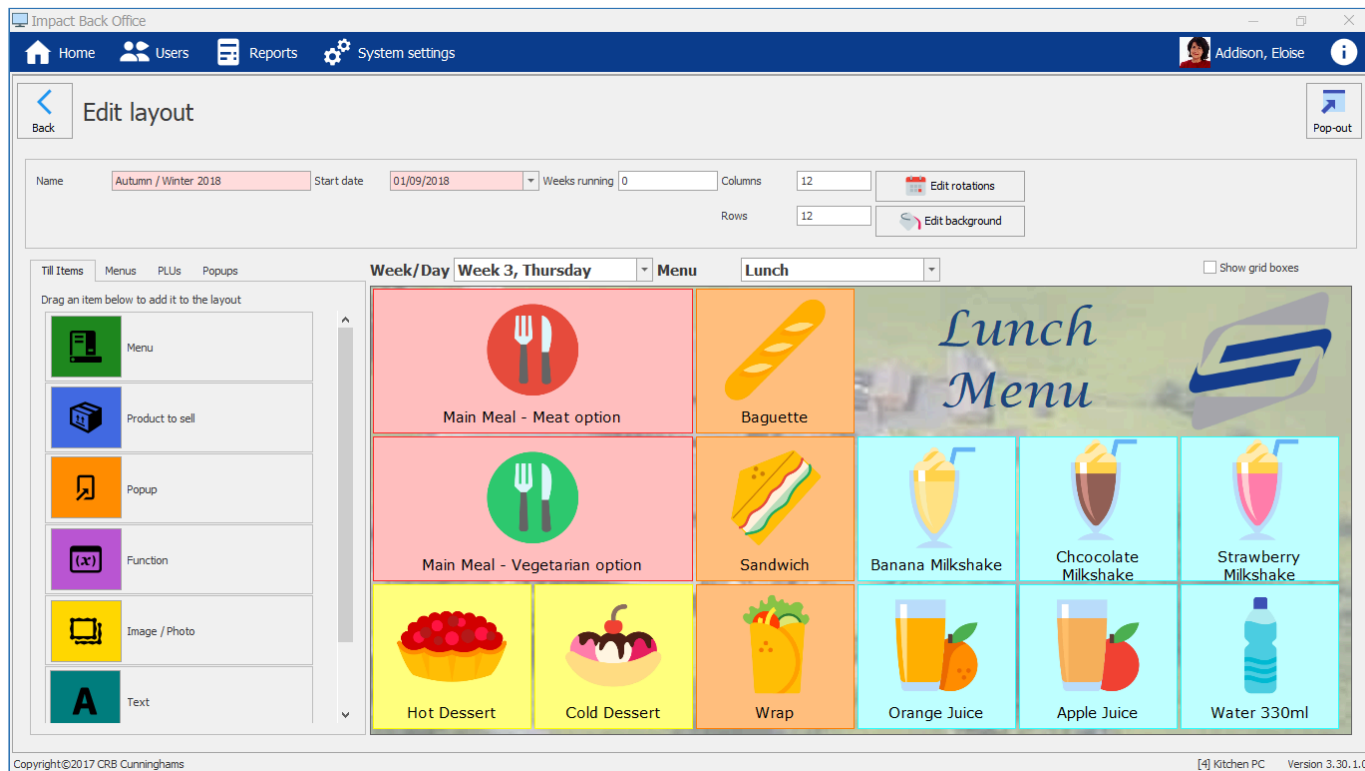 Impact Back Office
Home Users Reports System settings Addison, Eloise i
Back Edit layout Pop-out
Name Autumn / Winter 2018 Start date 01/09/2018 Weeks running 0 Columns 12 Edit rotations
Rows 12 Edit background
Till Items Menus PLUs Popups
Week/Day Week 3, Thursday Menu Lunch Show grid boxes
Drag an item below to add it to the layout
Menu
Product to sell
Popup
(x) Function
Image / Photo
A Text
Lunch
Menu
Main Meal - Meat option Baguette
Main Meal - Vegetarian option Sandwich Banana Milkshake Chcocolate Milkshake Strawberry Milkshake
Hot Dessert Cold Dessert Wrap Orange Juice Apple Juice Water 330ml
Copyright©2017 CRB Cunninghams [4] Kitchen PC Version 3.30.1.0